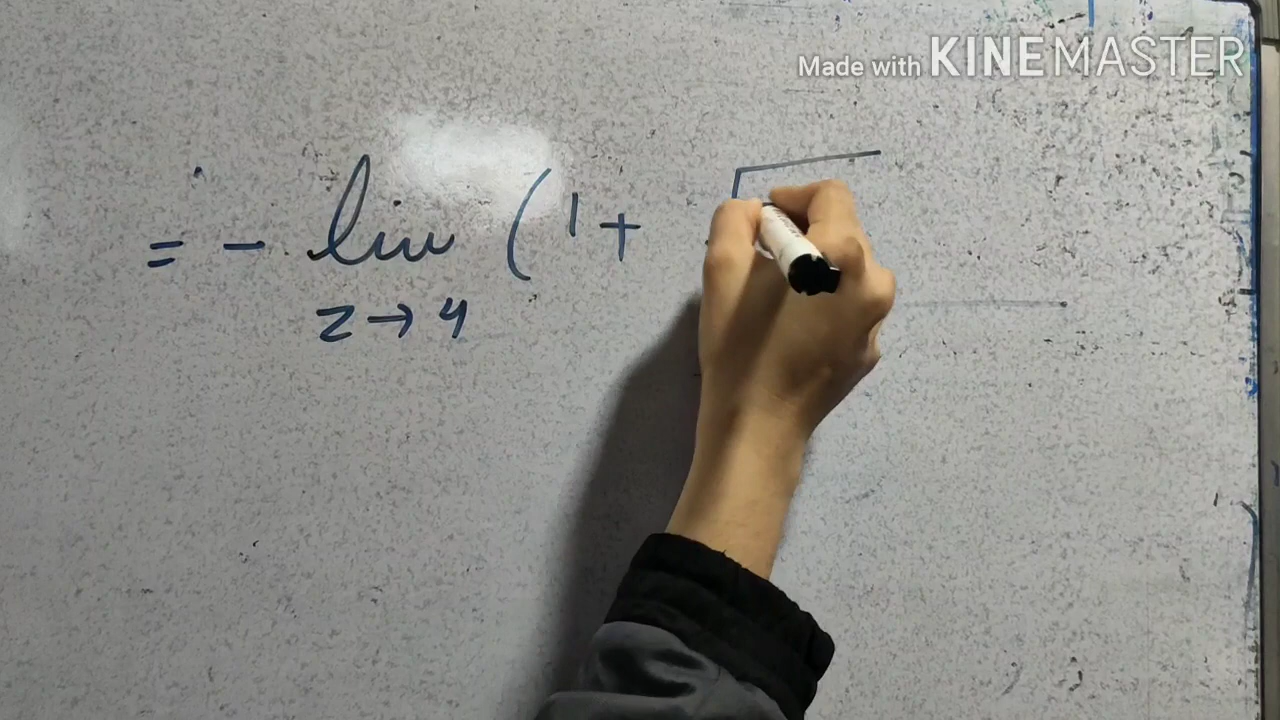 Made with KINEMASTER
= - lim (1 + √
z → 4